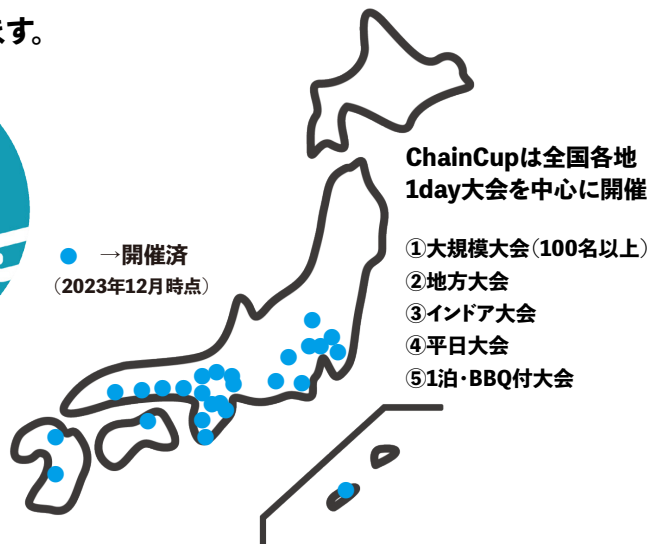 ます。
ChainCupは全国各地
1day大会を中心に開催
→開催済
（2023年12月時点）
①大規模大会（100名以上）
②地方大会
③インドア大会
④平日大会
⑤1泊・BBQ付大会